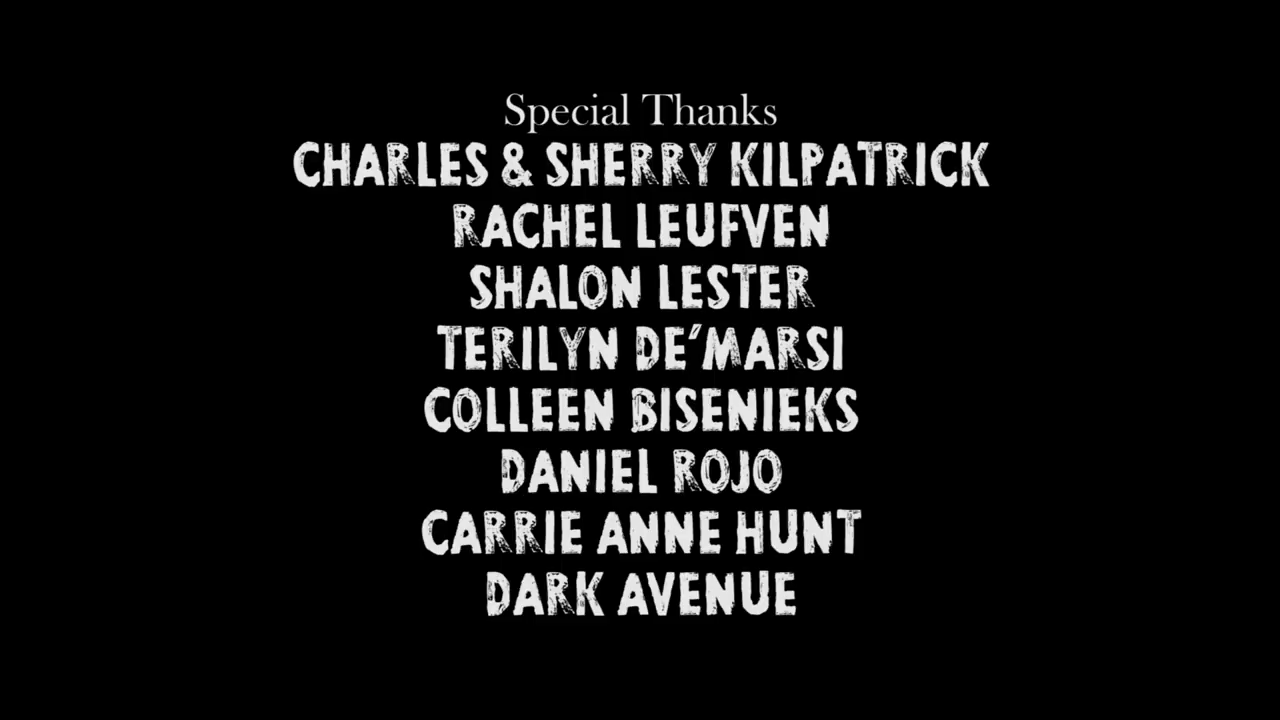 Special Thanks
CHARLES & SHERRY KILPATRICK
RACHEL LEUFVEN
SHALON LESTER
TERILYN DE'MARSI
COLLEEN BISENIEKS
DANIEL ROJO
CARRIE ANNE HUNT
DARK AVENUE